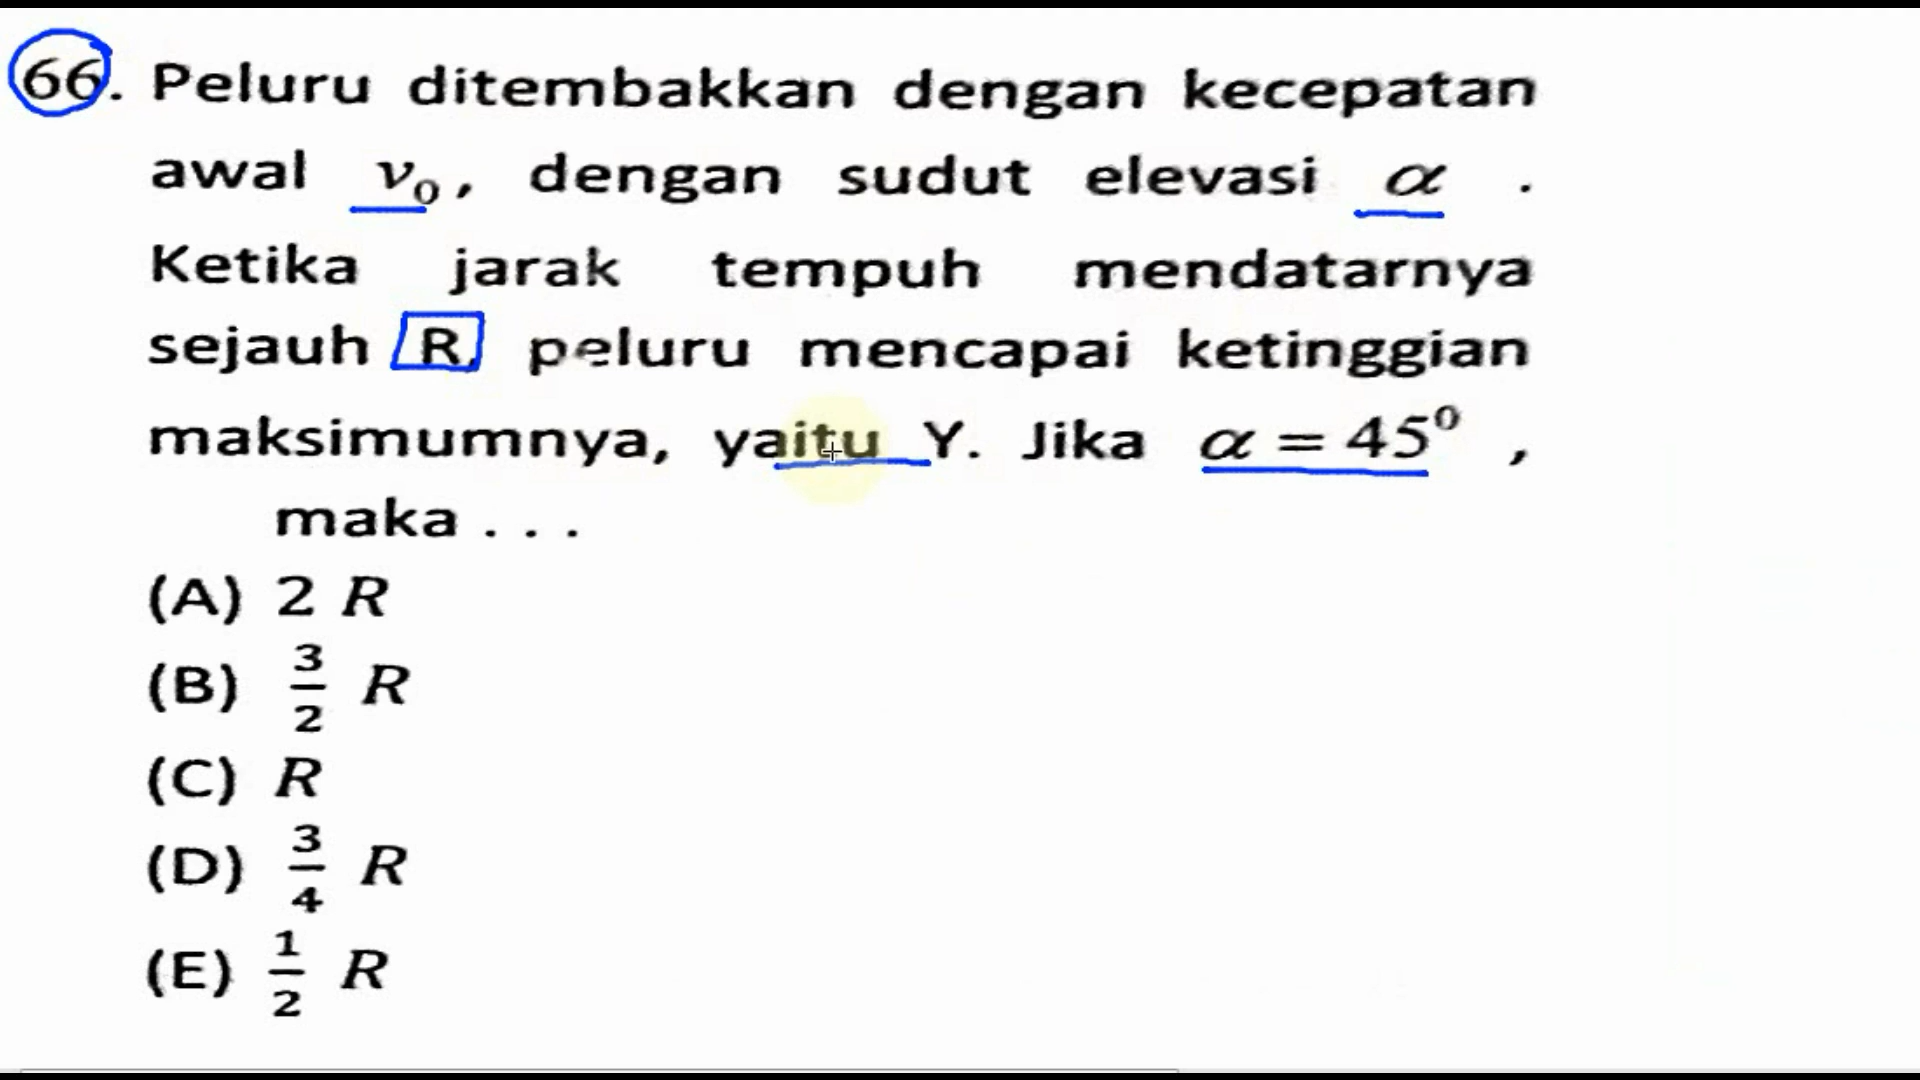 66. Peluru ditembakkan dengan kecepatan
awal v₀, dengan sudut elevasi α .
Ketika jarak tempuh mendatarnya
sejauh R, peluru mencapai ketinggian
maksimumnya, yaitu Y. Jika α = 45⁰ ,
maka . . .
(A) 2 R
(B) 3/2 R
(C) R
(D) 3/4 R
(E) 1/2 R